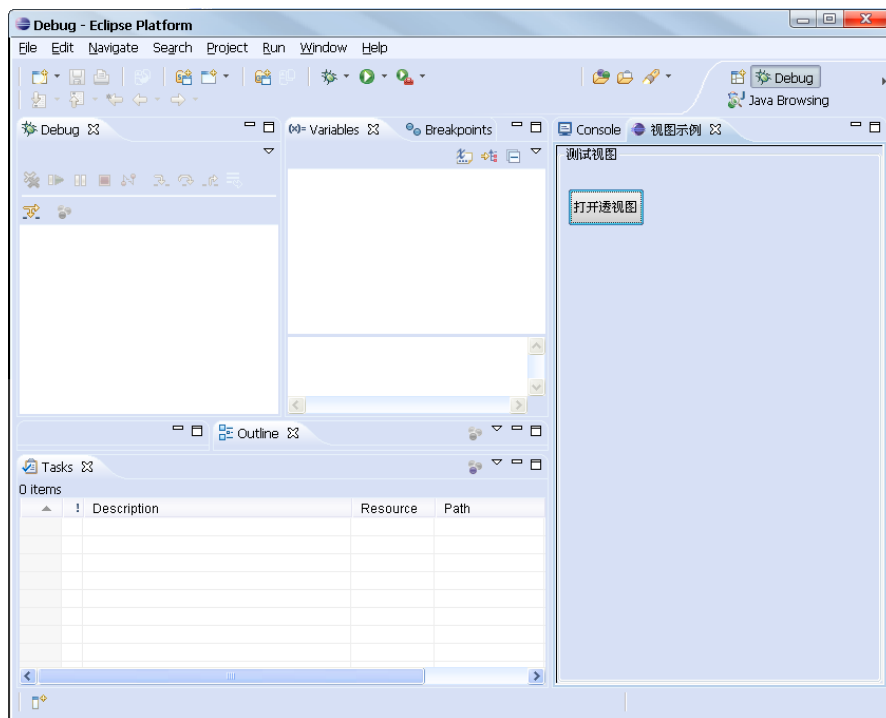 Debug - Eclipse Platform
File Edit Navigate Search Project Run Window Help
Debug
Java Browsing
Debug
(x)= Variables
Breakpoints
Console
视图示例
测试视图
打开透视图
Outline
Tasks
0 items
! Description Resource Path